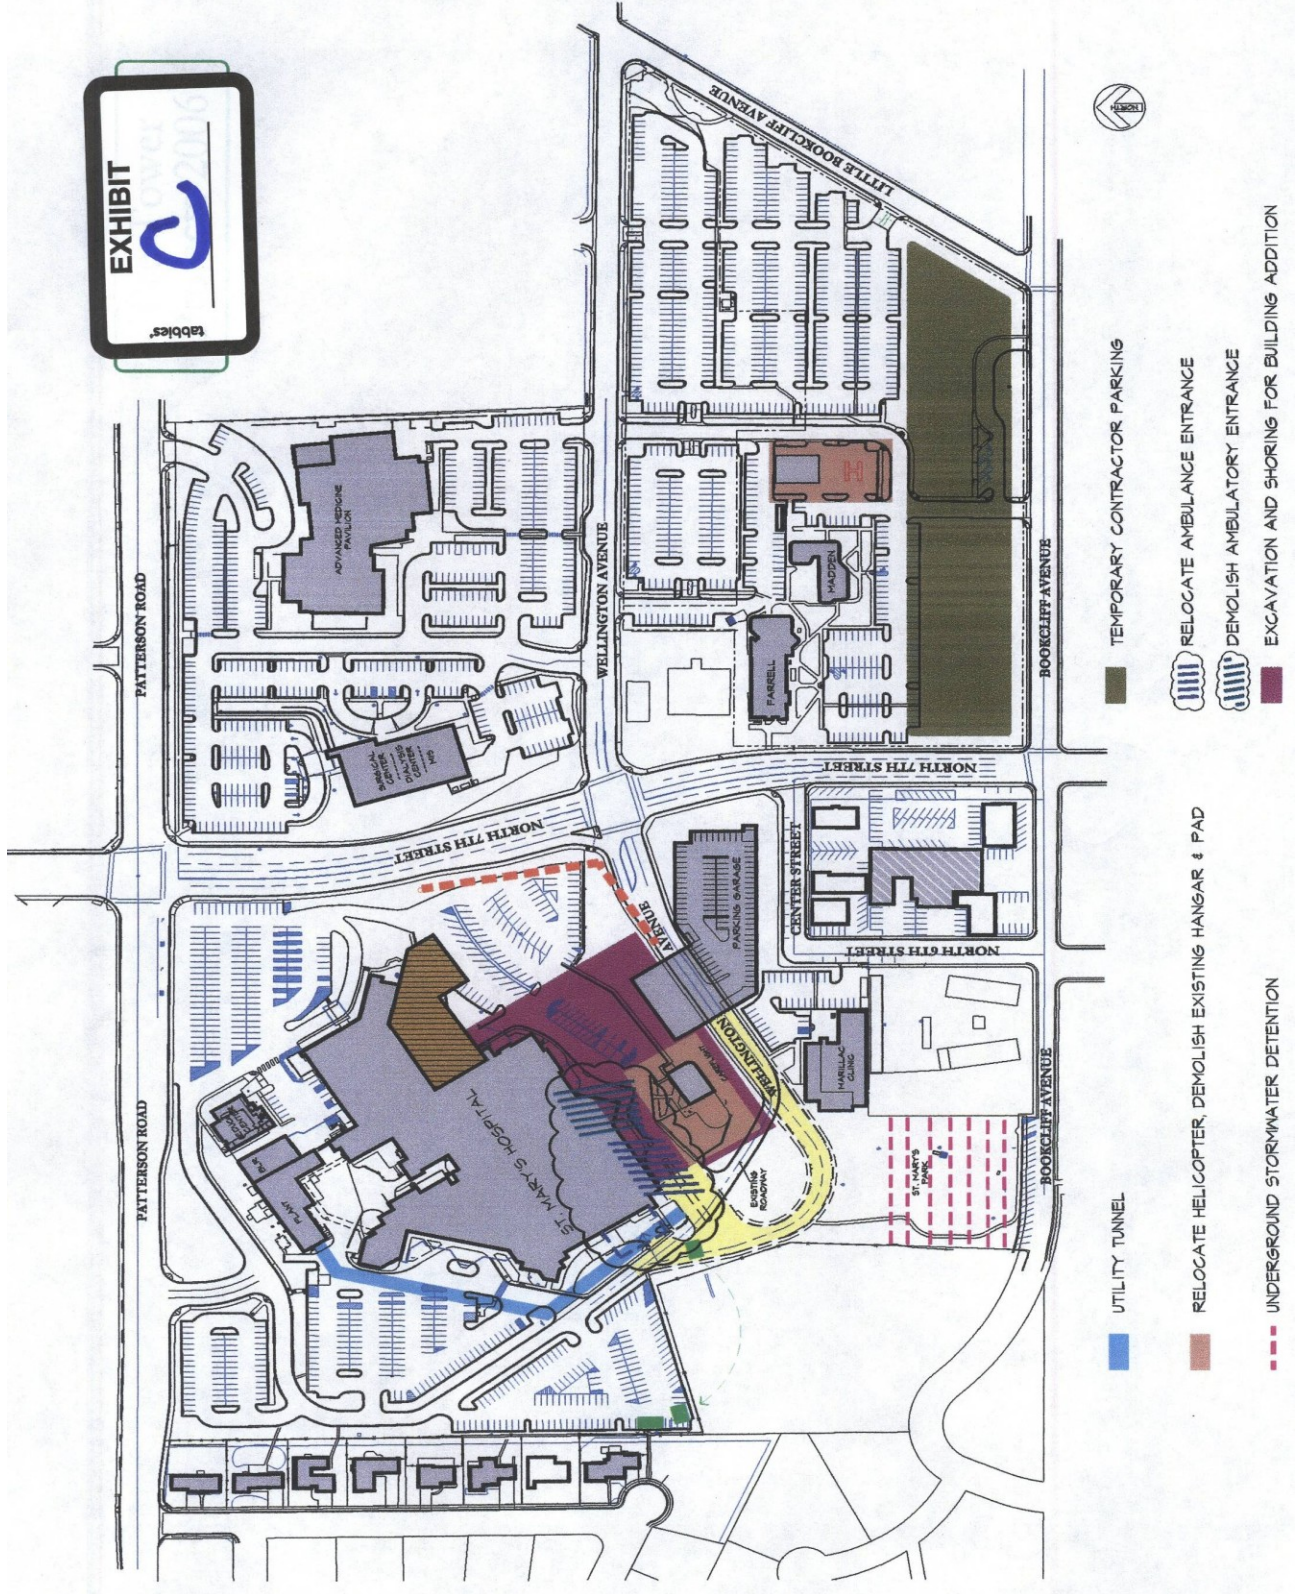 EXHIBIT
C
tabbies®
PATTERSON ROAD
PATTERSON ROAD
ADVANCED MEDICINE
PAVILION
SURGICAL
CENTER
DIALYSIS
CENTER
NORTH 7TH STREET
WELLINGTON AVENUE
LITTLE BOOKCLIFF AVENUE
H
MADDEN
FARRELL
NORTH 7TH STREET
BOOKCLIFF AVENUE
PARKING GARAGE
CENTER STREET
NORTH 6TH STREET
AVENUE
WELLINGTON
MARILLAC
CLINIC
PLANT
ST MARY'S HOSPITAL
EXISTING
ROADWAY
ST. MARY'S
PARK
BOOKCLIFF AVENUE
NORTH
TEMPORARY CONTRACTOR PARKING
RELOCATE AMBULANCE ENTRANCE
DEMOLISH AMBULATORY ENTRANCE
EXCAVATION AND SHORING FOR BUILDING ADDITION
UTILITY TUNNEL
RELOCATE HELICOPTER, DEMOLISH EXISTING HANGAR & PAD
UNDERGROUND STORMWATER DETENTION